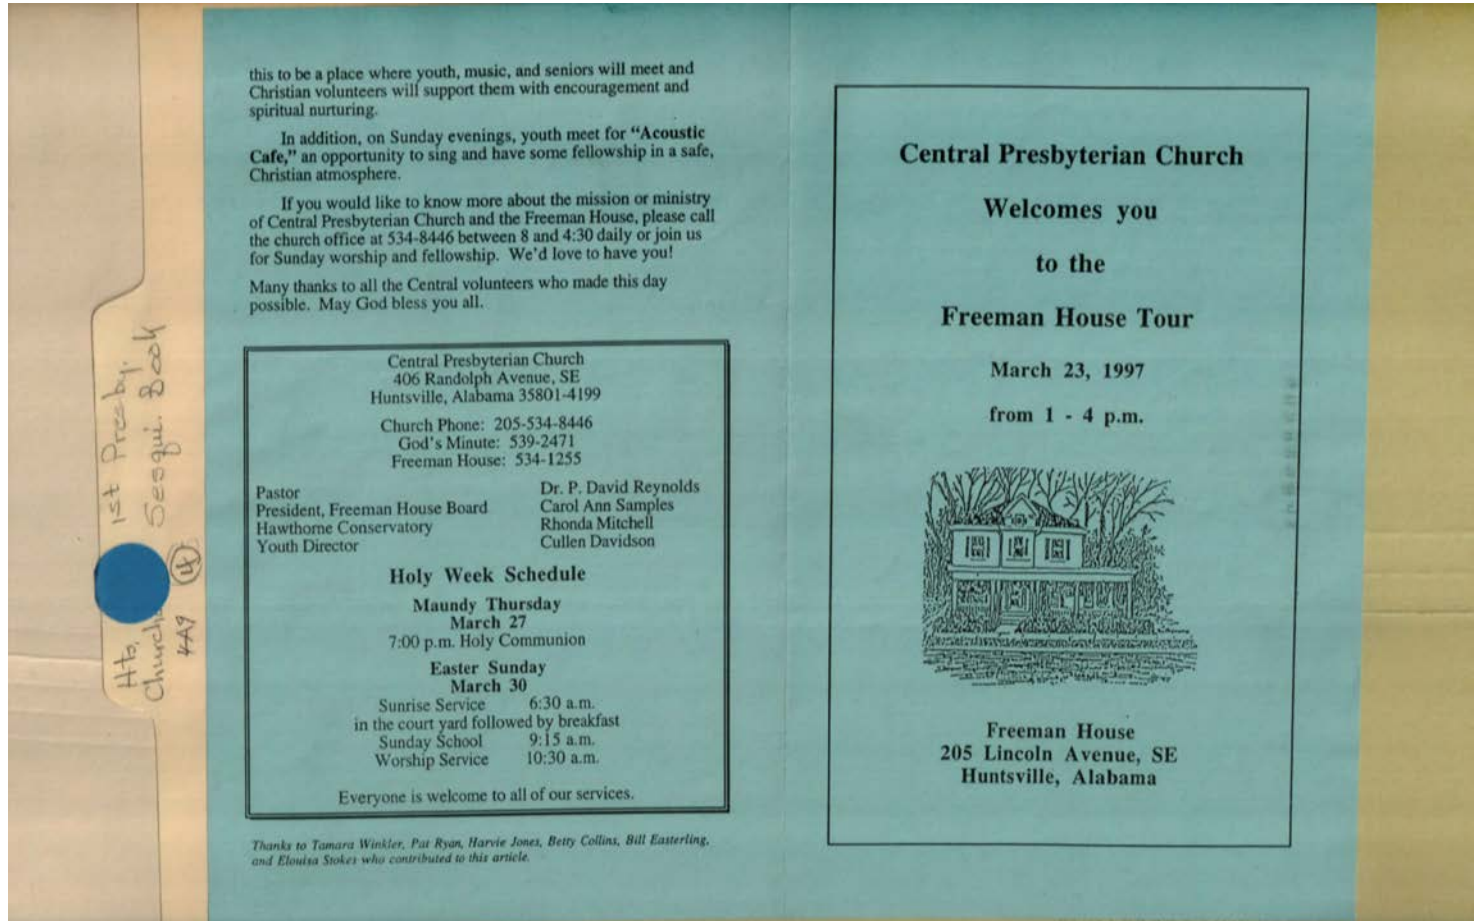 this to be a place where youth, music, and seniors will meet and
Christian volunteers will support them with encouragement and
spiritual nurturing.
In addition, on Sunday evenings, youth meet for “Acoustic
Cafe,” an opportunity to sing and have some fellowship in a safe,
Christian atmosphere.
If you would like to know more about the mission or ministry
of Central Presbyterian Church and the Freeman House, please call
the church office at 534-8446 between 8 and 4:30 daily or join us
for Sunday worship and fellowship. We'd love to have you!
Many thanks to all the Central volunteers who made this day
possible. May God bless you all.
Central Presbyterian Church
406 Randolph Avenue, SE
Huntsville, Alabama 35801-4199
Church Phone: 205-534-8446
God's Minute: 539-2471
Freeman House: 534-1255
Pastor Dr. P. David Reynolds
President, Freeman House Board Carol Ann Samples
Hawthorne Conservatory Rhonda Mitchell
Youth Director Cullen Davidson
Holy Week Schedule
Maundy Thursday
March 27
7:00 p.m. Holy Communion
Easter Sunday
March 30
Sunrise Service 6:30 a.m.
in the court yard followed by breakfast
Sunday School 9:15 a.m.
Worship Service 10:30 a.m.
Everyone is welcome to all of our services.
Thanks to Tamara Winkler, Pat Ryan, Harvie Jones, Betty Collins, Bill Easterling,
and Elouisa Stokes who contributed to this article.
Central Presbyterian Church
Welcomes you
to the
Freeman House Tour
March 23, 1997
from 1 - 4 p.m.
Freeman House
205 Lincoln Avenue, SE
Huntsville, Alabama
1st Presby.
Sesqui. Book
Churche
4A9